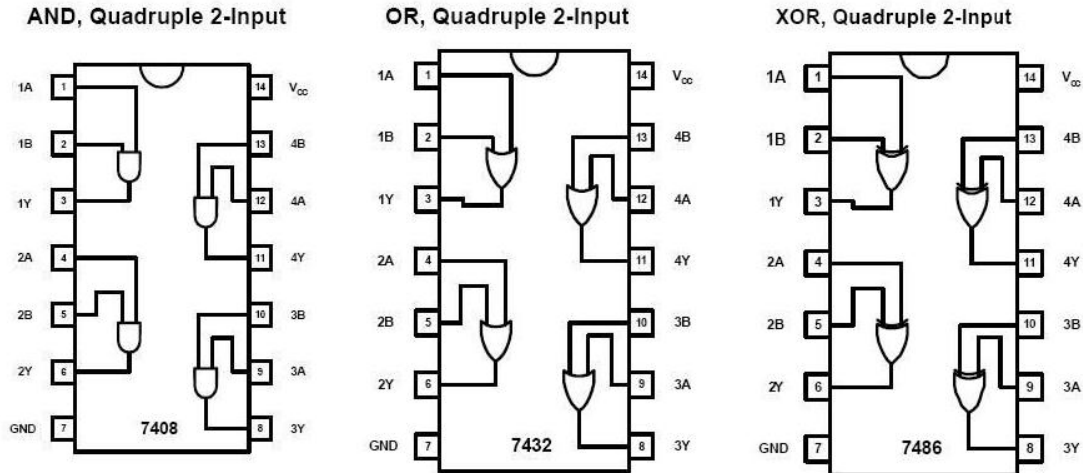 AND, Quadruple 2-Input
1A 1 14 Vcc
1B 2 13 4B
1Y 3 12 4A
2A 4 11 4Y
2B 5 10 3B
2Y 6 9 3A
GND 7 7408 8 3Y
OR, Quadruple 2-Input
1A 1 14 Vcc
1B 2 13 4B
1Y 3 12 4A
2A 4 11 4Y
2B 5 10 3B
2Y 6 9 3A
GND 7 7432 8 3Y
XOR, Quadruple 2-Input
1A 1 14 Vcc
1B 2 13 4B
1Y 3 12 4A
2A 4 11 4Y
2B 5 10 3B
2Y 6 9 3A
GND 7 7486 8 3Y